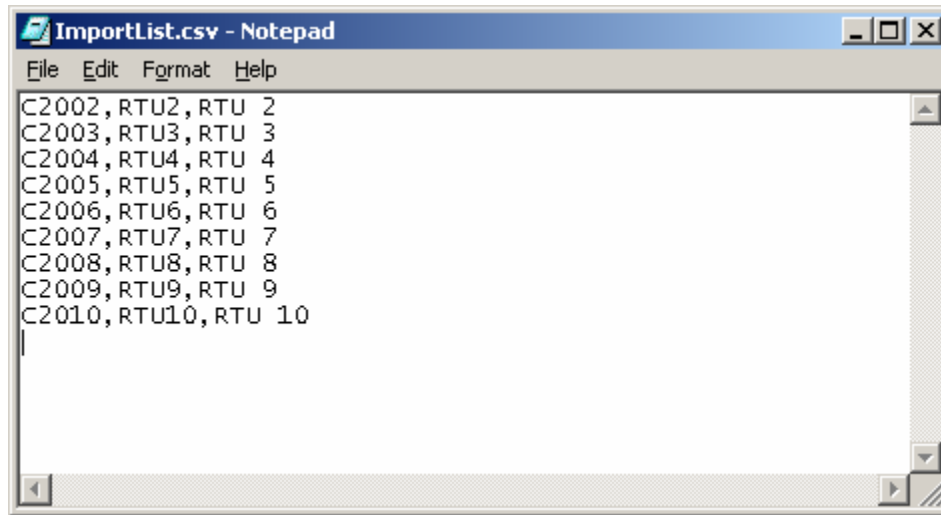 ImportList.csv - Notepad
File Edit Format Help
C2002,RTU2,RTU 2
C2003,RTU3,RTU 3
C2004,RTU4,RTU 4
C2005,RTU5,RTU 5
C2006,RTU6,RTU 6
C2007,RTU7,RTU 7
C2008,RTU8,RTU 8
C2009,RTU9,RTU 9
C2010,RTU10,RTU 10